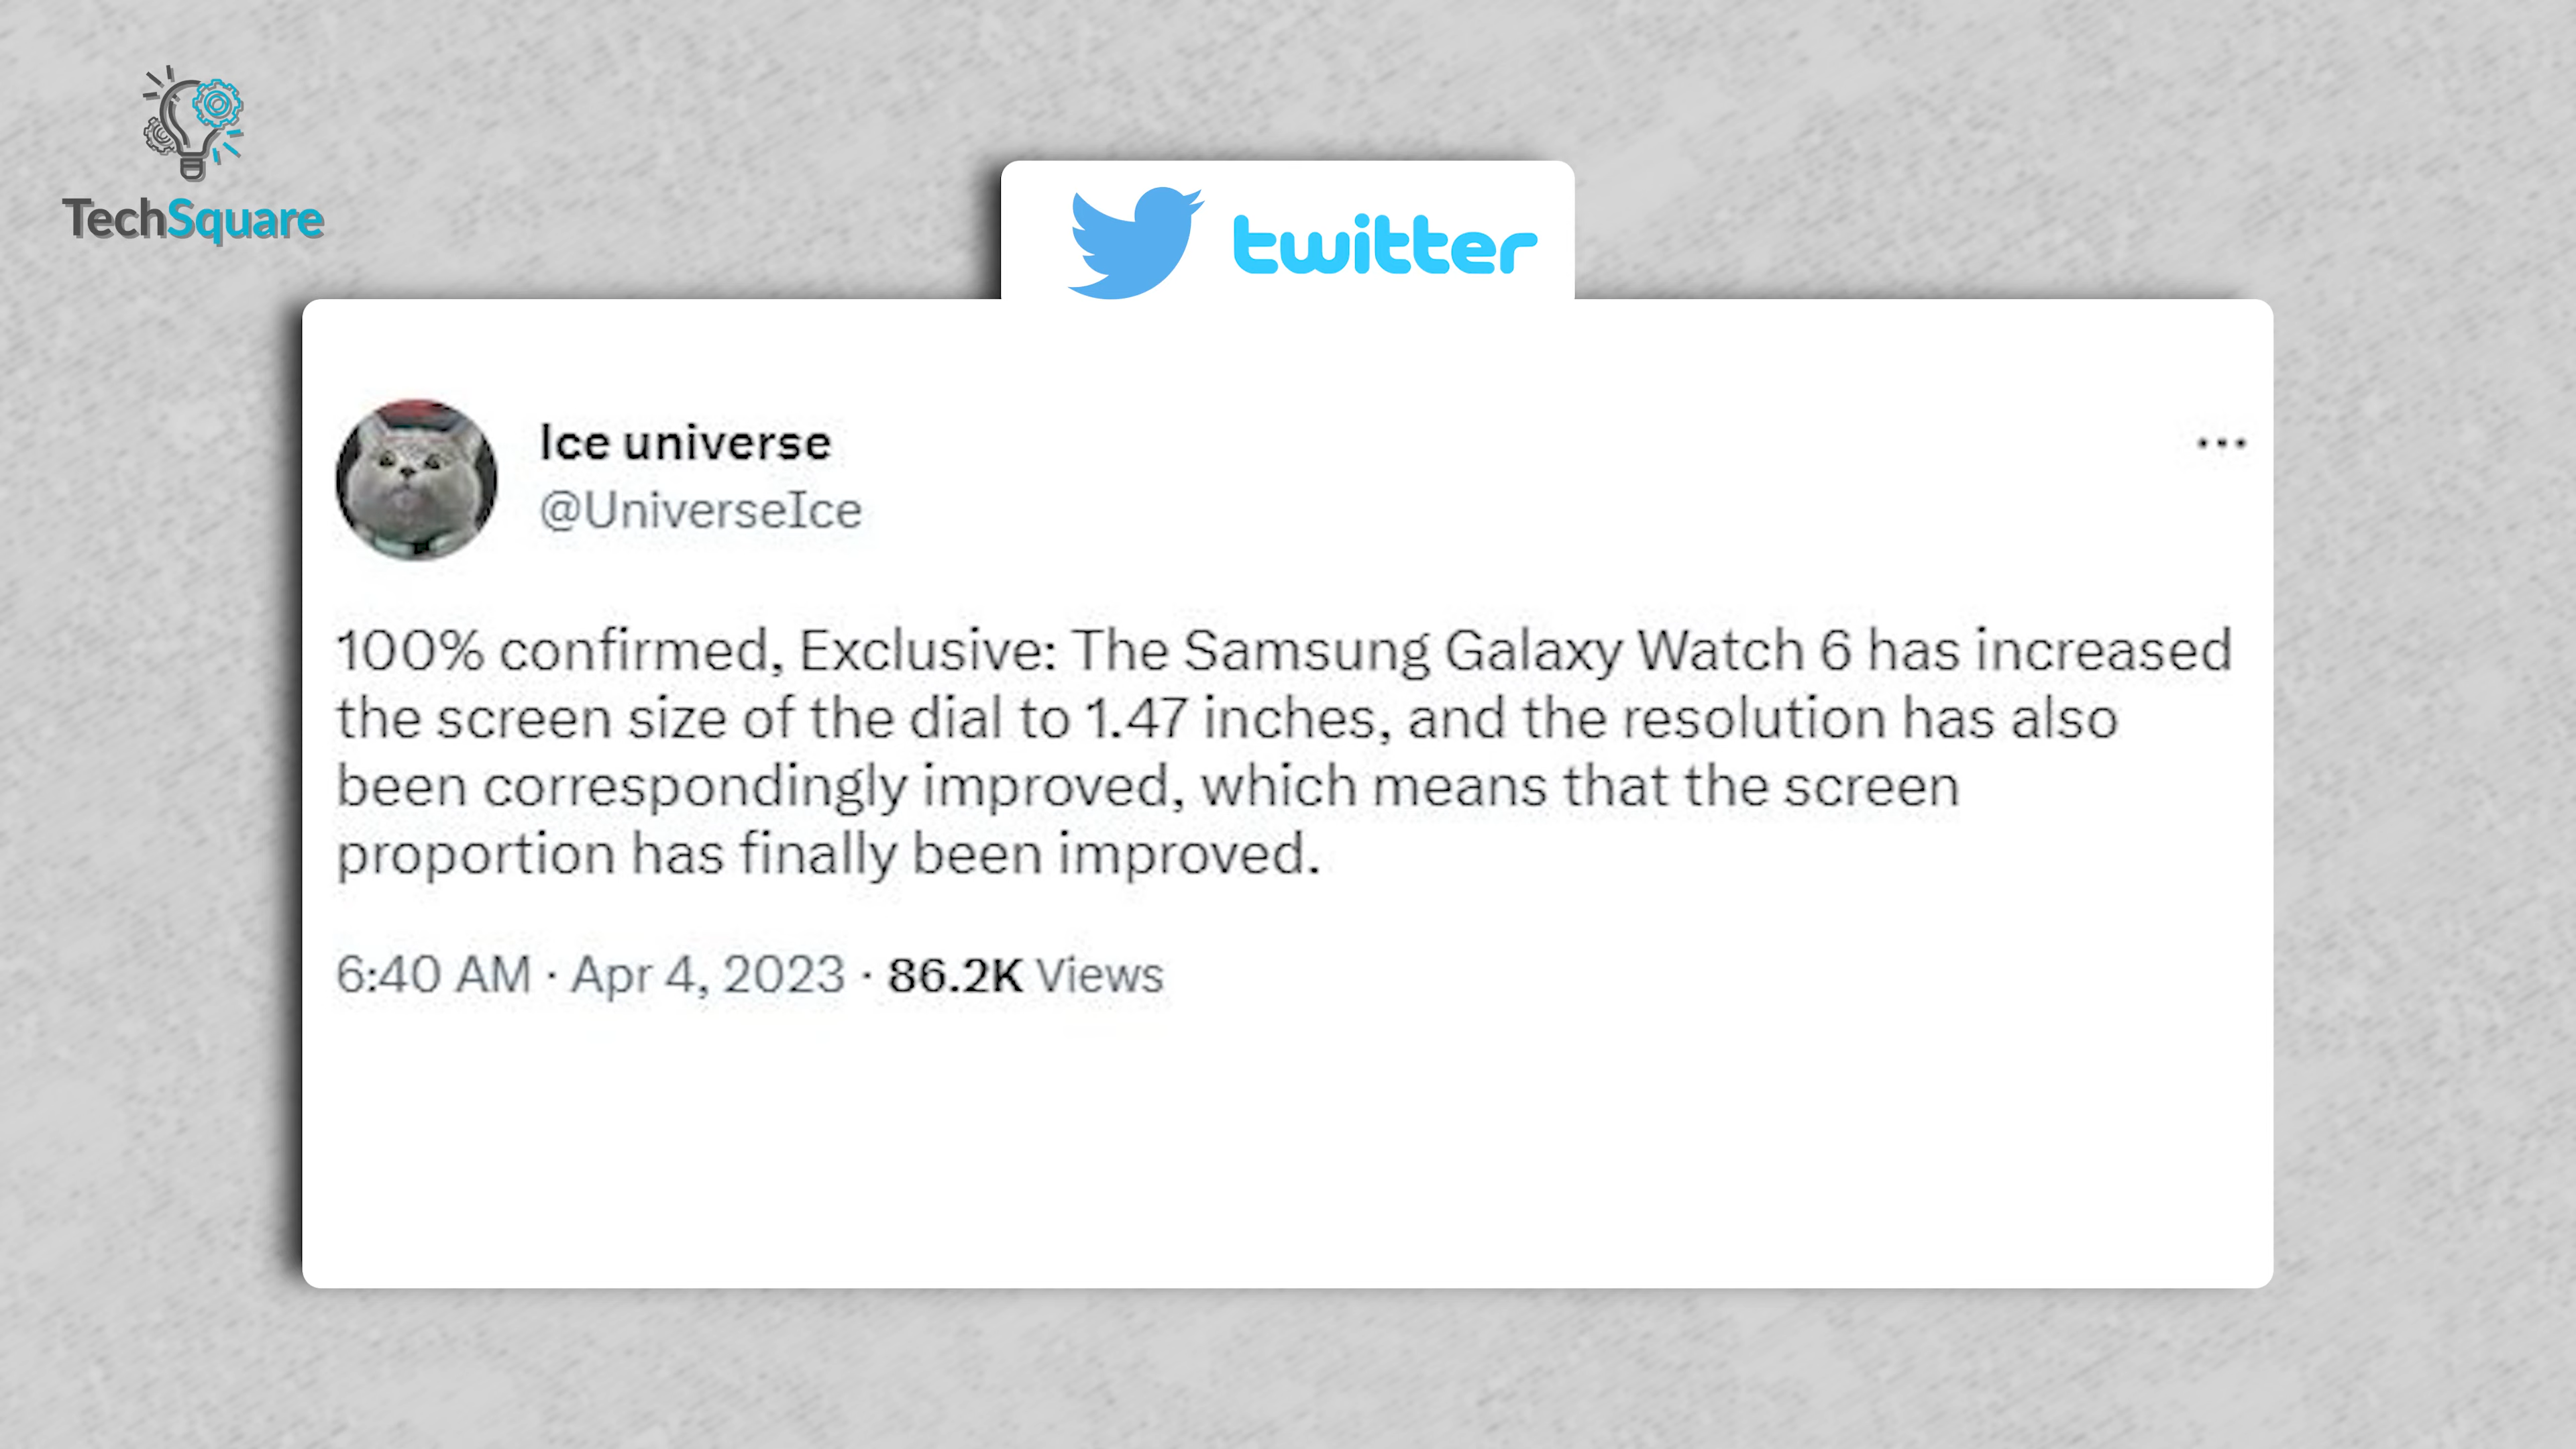 TechSquare
twitter
Ice universe
@UniverseIce
100% confirmed, Exclusive: The Samsung Galaxy Watch 6 has increased
the screen size of the dial to 1.47 inches, and the resolution has also
been correspondingly improved, which means that the screen
proportion has finally been improved.
6:40 AM · Apr 4, 2023 · 86.2K Views